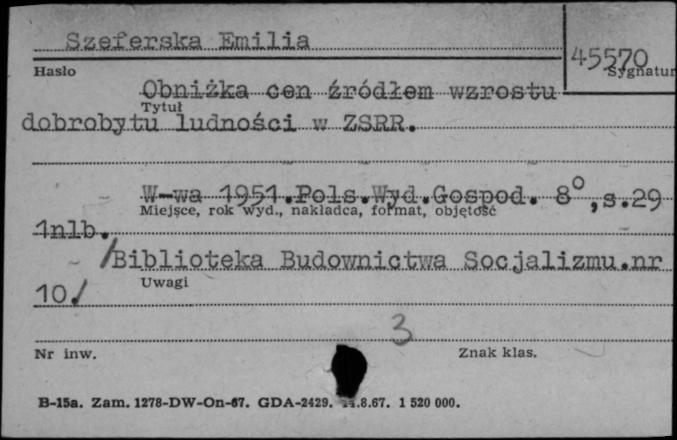 Szeferska Emilia
45570
Hasło
Sygnatur
Obniżka cen źródłem wzrostu
Tytuł
dobrobytu ludności w ZSRR.
W-wa 1951.Pols.Wyd.Gospod. 8°,s.29
Miejsce, rok wyd., nakładca, format, objętość
1nlb.
/Biblioteka Budownictwa Socjalizmu.nr
Uwagi
10/
3
Nr inw.
Znak klas.
B-15a. Zam. 1278-DW-On-67. GDA-2429. 8.67. 1 520 000.